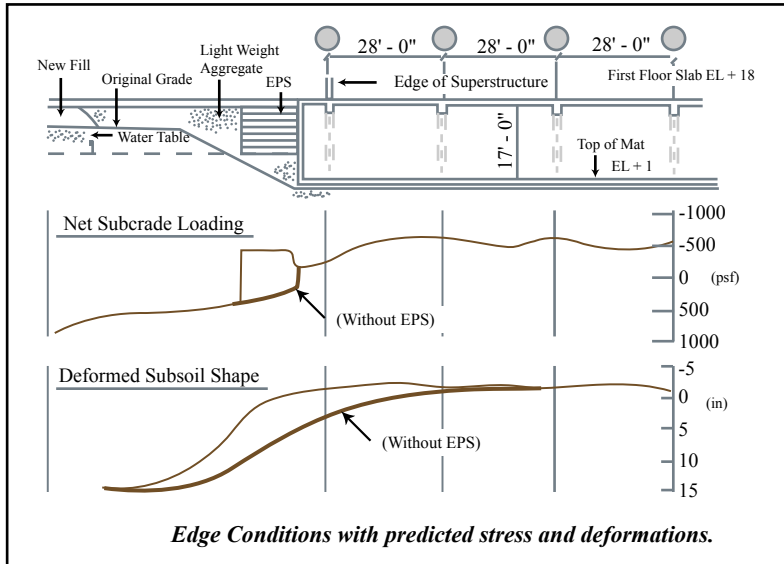 28' - 0" 28' - 0" 28' - 0"
New Fill
Original Grade
Light Weight
Aggregate
EPS
Edge of Superstructure
First Floor Slab EL + 18
Water Table
17' - 0"
Top of Mat
EL + 1
Net Subcrade Loading
(Without EPS)
-1000
-500
0
(psf)
500
1000
Deformed Subsoil Shape
(Without EPS)
-5
0
(in)
5
10
15
Edge Conditions with predicted stress and deformations.